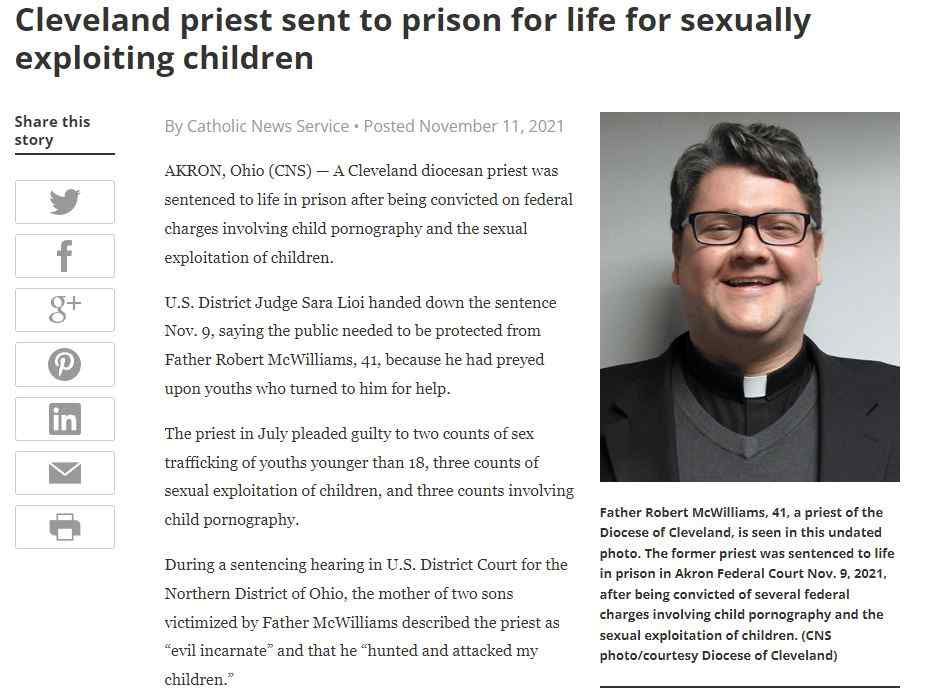 Cleveland priest sent to prison for life for sexually
exploiting children
Share this
story
By Catholic News Service • Posted November 11, 2021
AKRON, Ohio (CNS) — A Cleveland diocesan priest was
sentenced to life in prison after being convicted on federal
charges involving child pornography and the sexual
exploitation of children.
U.S. District Judge Sara Lioi handed down the sentence
Nov. 9, saying the public needed to be protected from
Father Robert McWilliams, 41, because he had preyed
upon youths who turned to him for help.
The priest in July pleaded guilty to two counts of sex
trafficking of youths younger than 18, three counts of
sexual exploitation of children, and three counts involving
child pornography.
During a sentencing hearing in U.S. District Court for the
Northern District of Ohio, the mother of two sons
victimized by Father McWilliams described the priest as
“evil incarnate” and that he “hunted and attacked my
children.”
Father Robert McWilliams, 41, a priest of the
Diocese of Cleveland, is seen in this undated
photo. The former priest was sentenced to life
in prison in Akron Federal Court Nov. 9, 2021,
after being convicted of several federal
charges involving child pornography and the
sexual exploitation of children. (CNS
photo/courtesy Diocese of Cleveland)